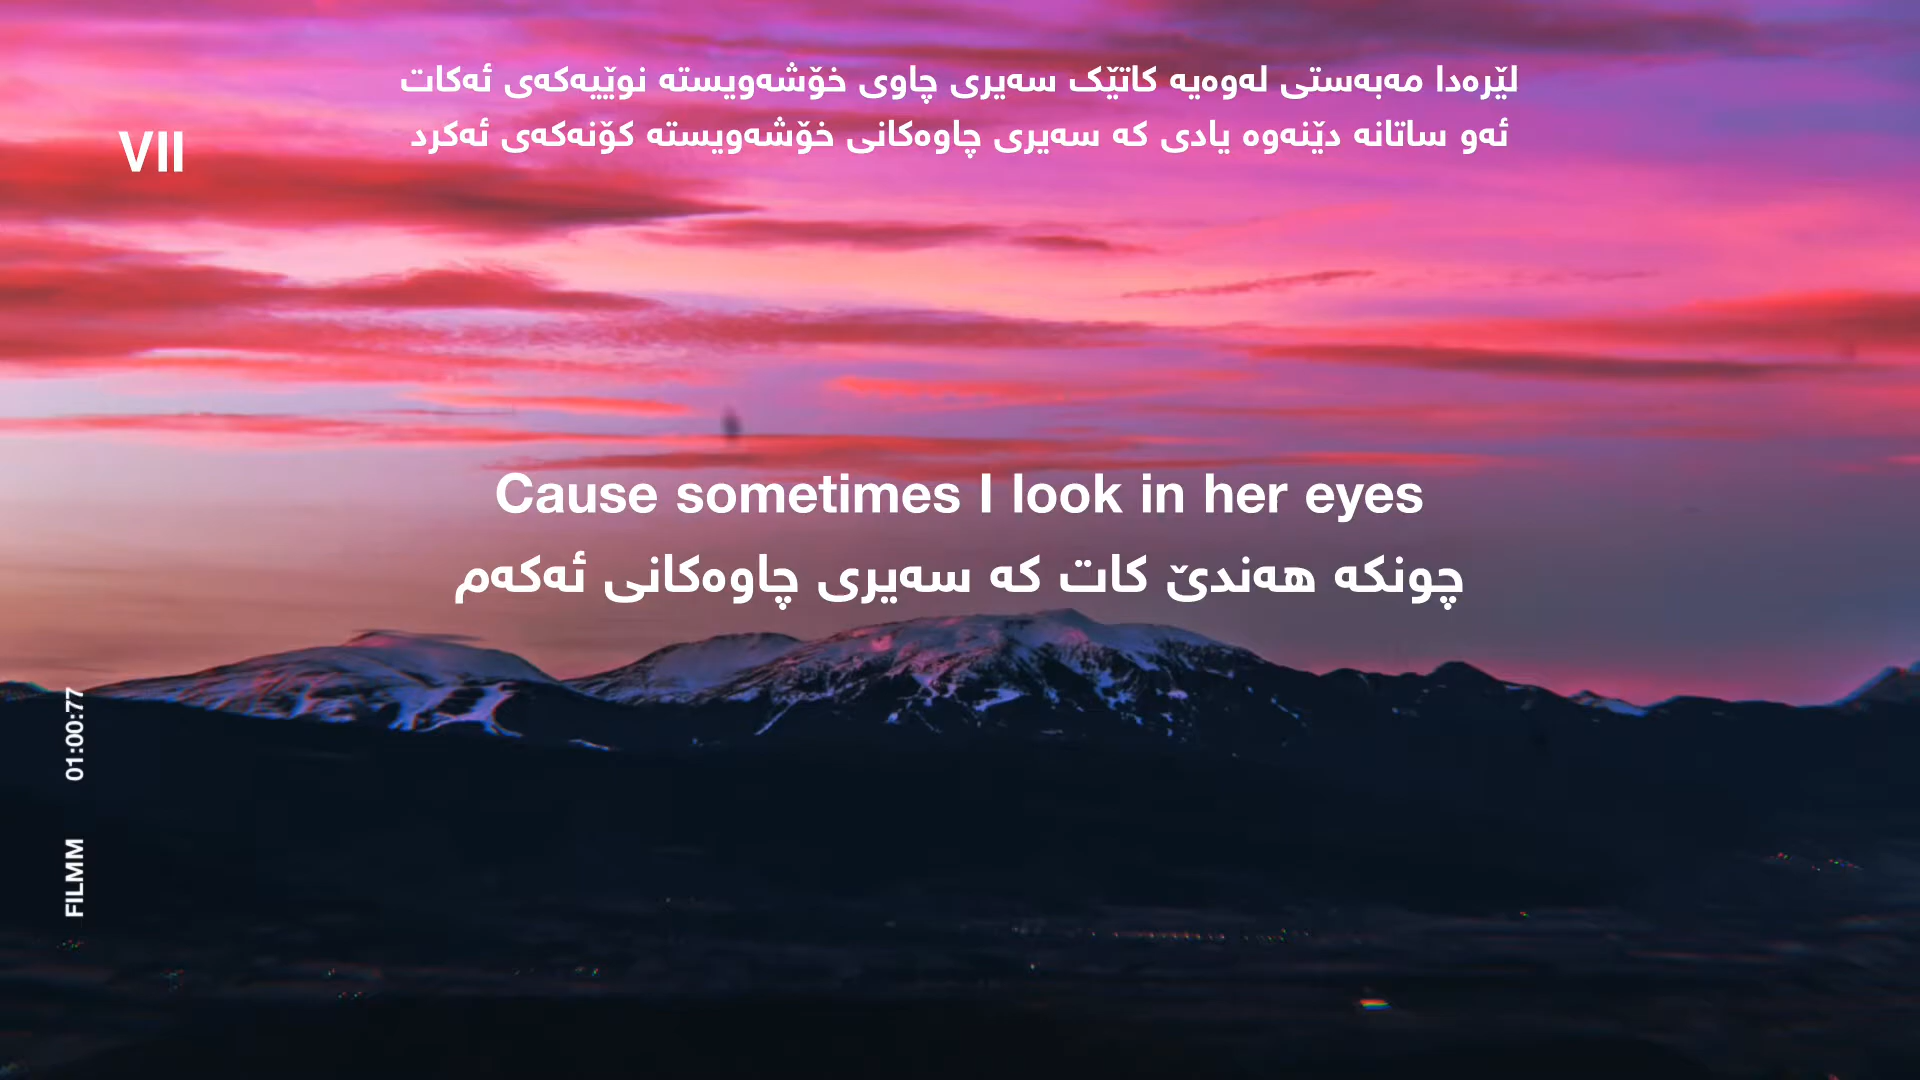 لێرەدا مەبەستی لەوەیە کاتێک سەیری چاوی خۆشەویستە نوێیەکەی ئەکات
ئەو ساتانە دێنەوە یادی کە سەیری چاوەکانی خۆشەویستە کۆنەکەی ئەکرد
VII
Cause sometimes I look in her eyes
چونکە هەندێ کات کە سەیری چاوەکانی ئەکەم
01:00:77
FILMM